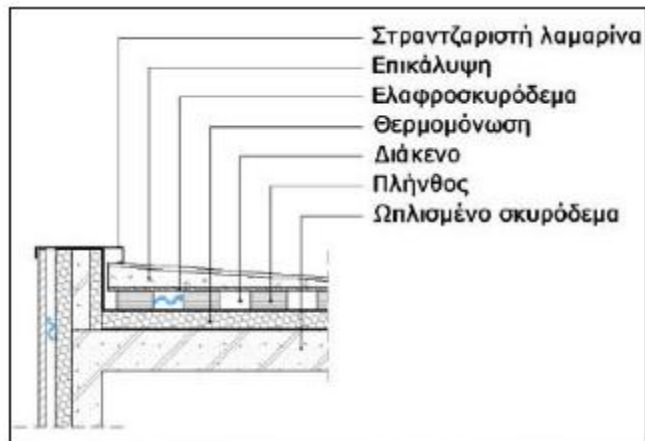 Στραντζαριστή λαμαρίνα
Επικάλυψη
Ελαφροσκυρόδεμα
Θερμομόνωση
Διάκενο
Πλήνθος
Ωπλισμένο σκυρόδεμα